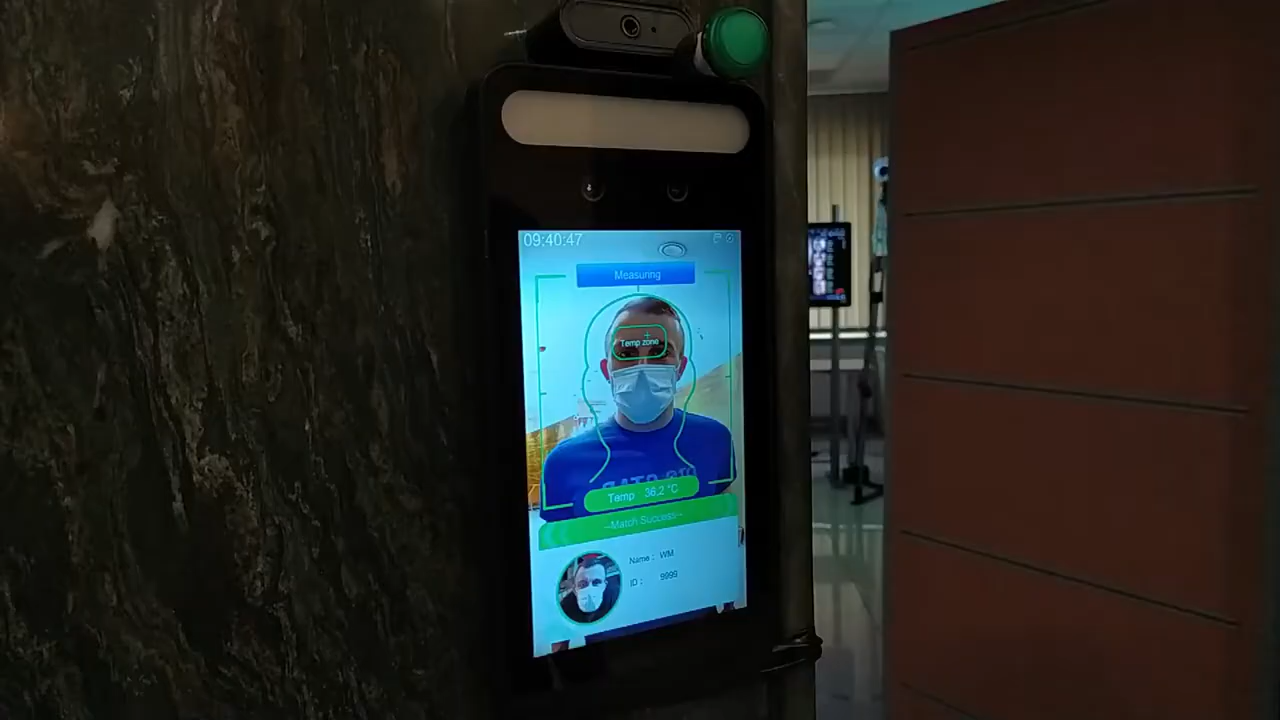 09:40:47
Measuring
Temp zone
Temp 36.2 °C
--Match Success--
Name : WM
ID : 9999